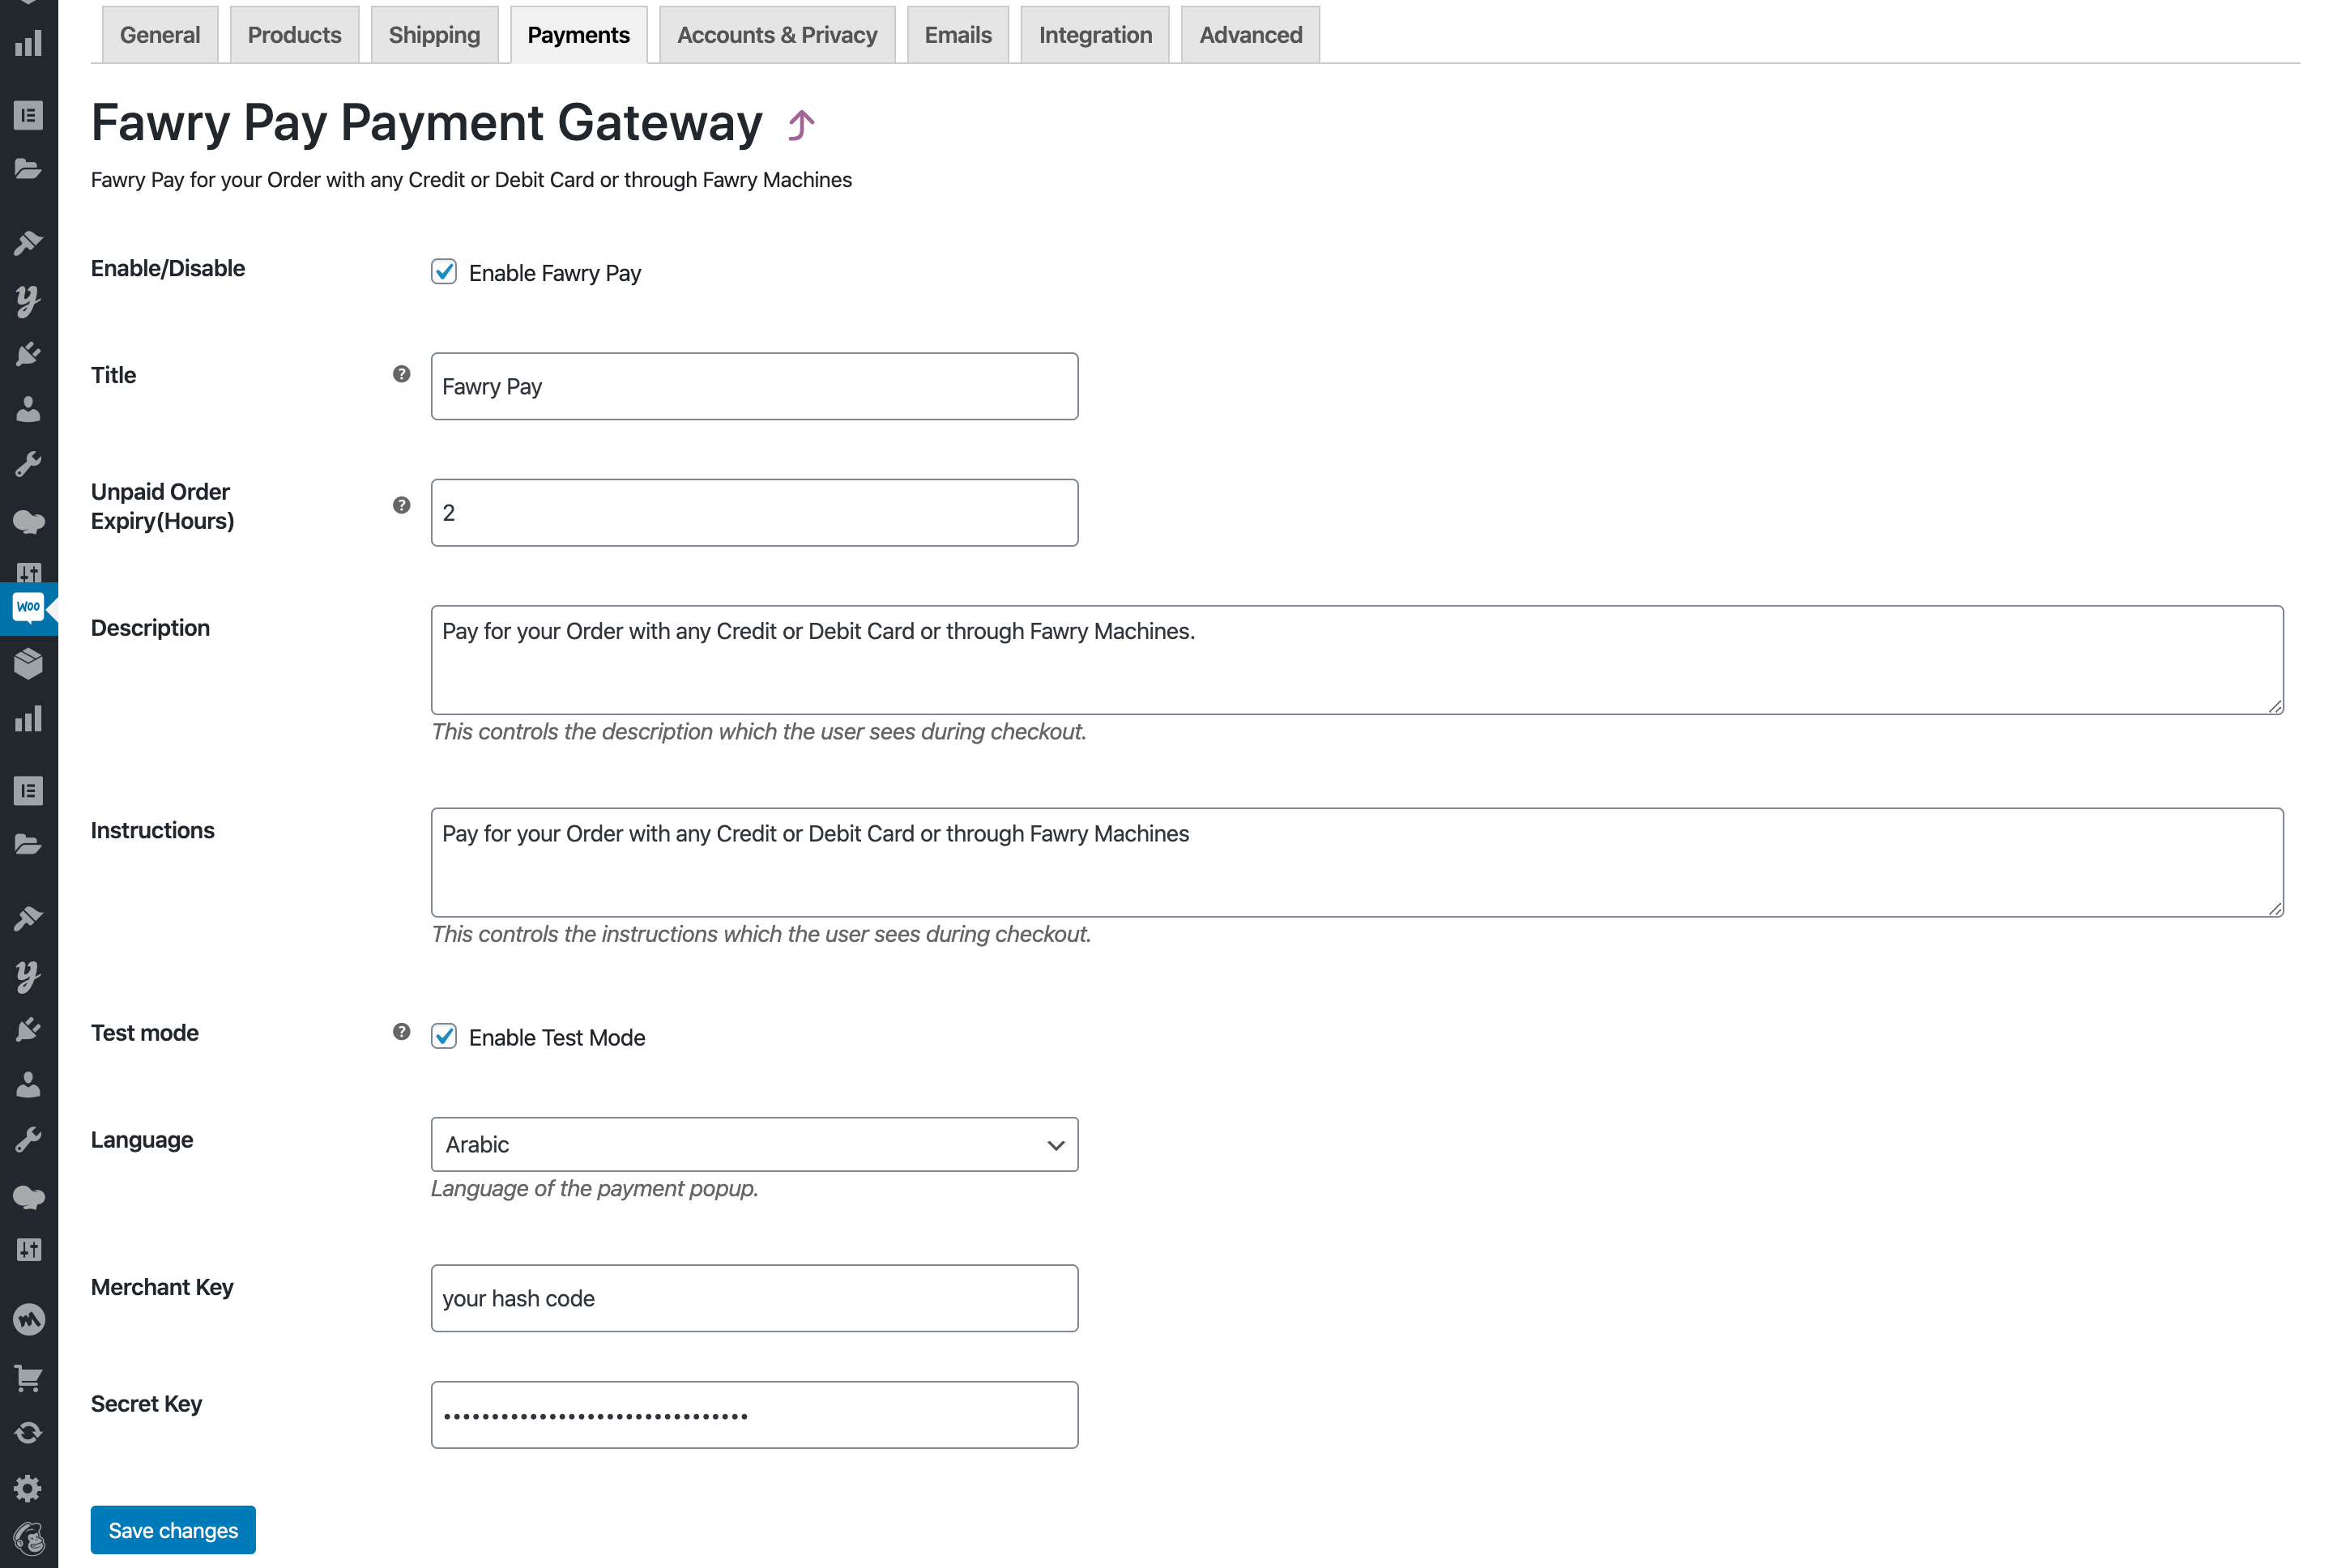 General Products Shipping Payments Accounts & Privacy Emails Integration Advanced
Fawry Pay Payment Gateway
Fawry Pay for your Order with any Credit or Debit Card or through Fawry Machines
Enable/Disable Enable Fawry Pay
Title Fawry Pay
Unpaid Order
Expiry(Hours) 2
Woo
Description Pay for your Order with any Credit or Debit Card or through Fawry Machines.
This controls the description which the user sees during checkout.
Instructions Pay for your Order with any Credit or Debit Card or through Fawry Machines
This controls the instructions which the user sees during checkout.
Test mode Enable Test Mode
Language Arabic
Language of the payment popup.
Merchant Key your hash code
Secret Key ••••••••••••••••••••••••••••••••
Save changes